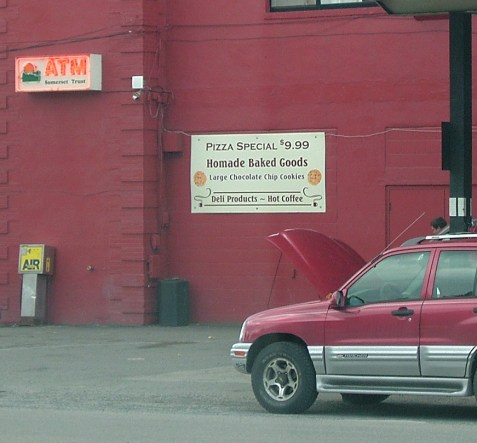 ATM
Somerset Trust
PIZZA SPECIAL $9.99
Homade Baked Goods
Large Chocolate Chip Cookies
Deli Products ~ Hot Coffee
AIR